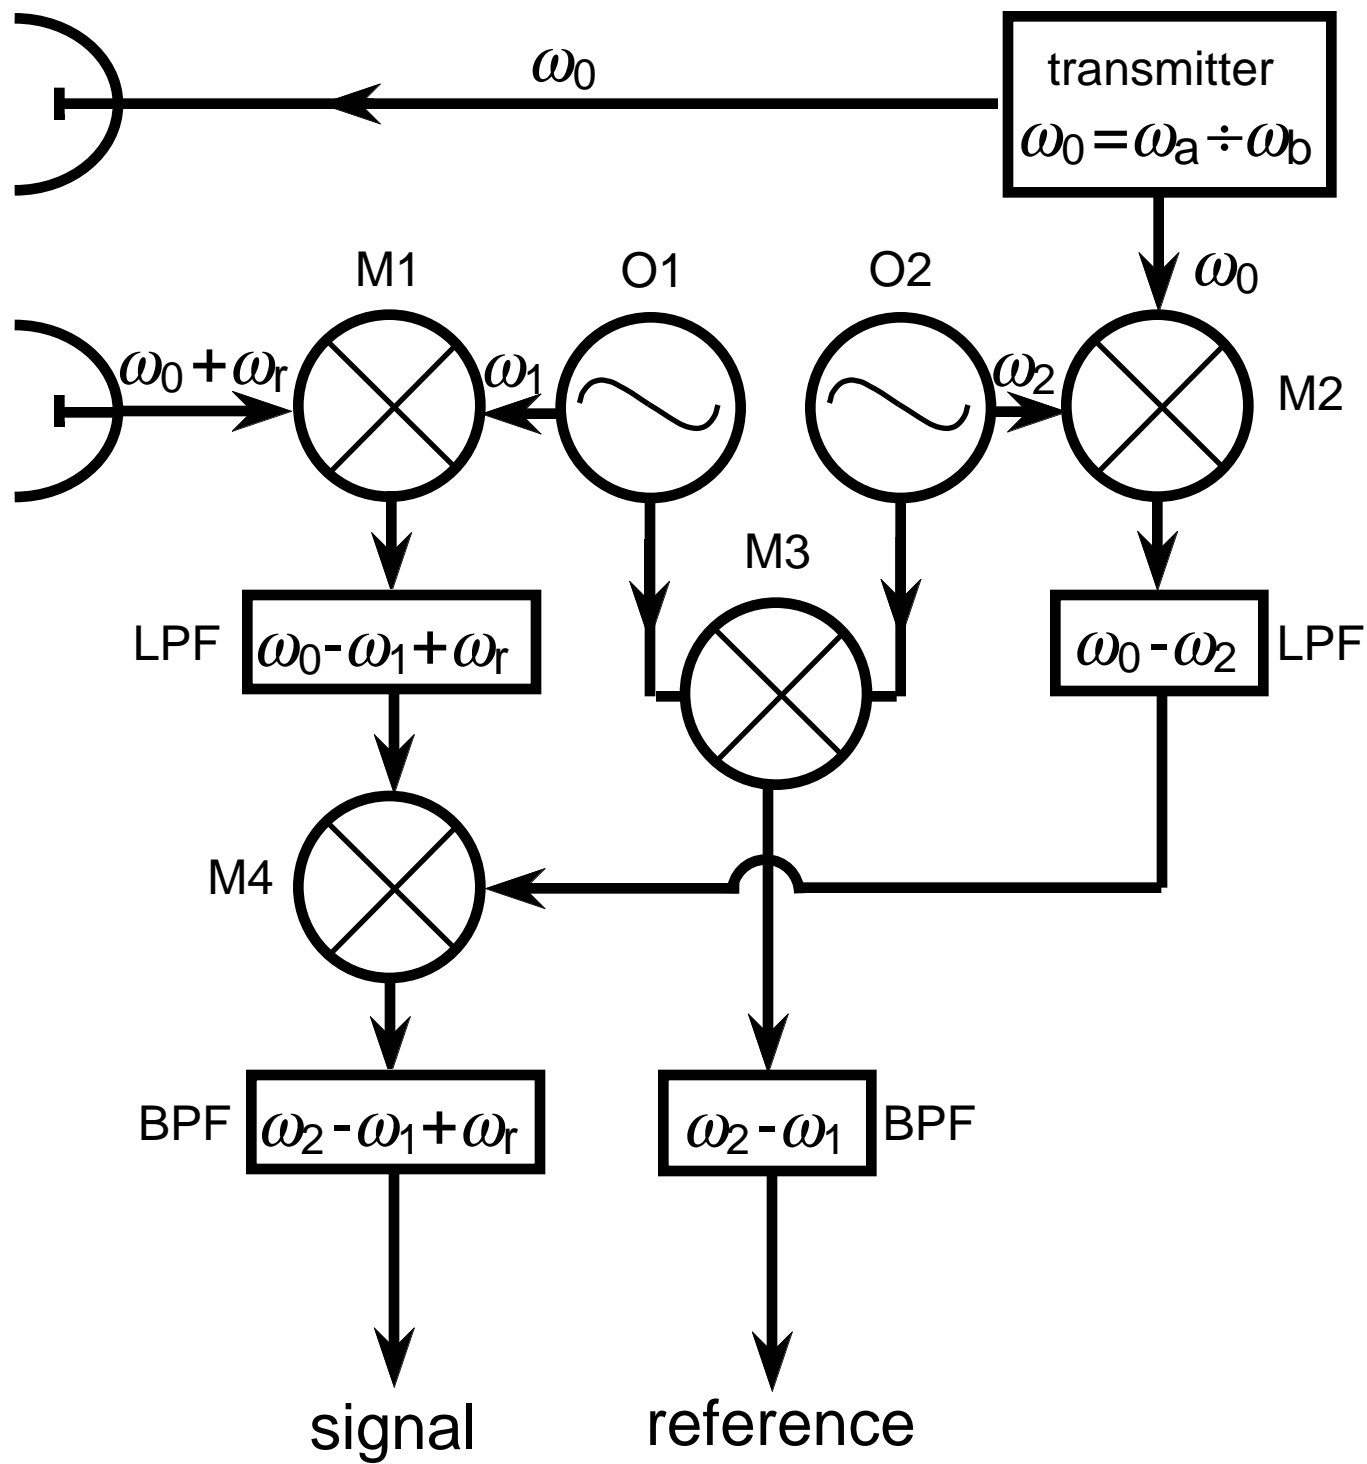 ω0
transmitter
ω0=ωa÷ωb
M1
O1
O2
ω0
ω0+ωr
ω1
ω2
M2
M3
LPF
ω0-ω1+ωr
ω0-ω2
LPF
M4
BPF
ω2-ω1+ωr
ω2-ω1
BPF
signal
reference